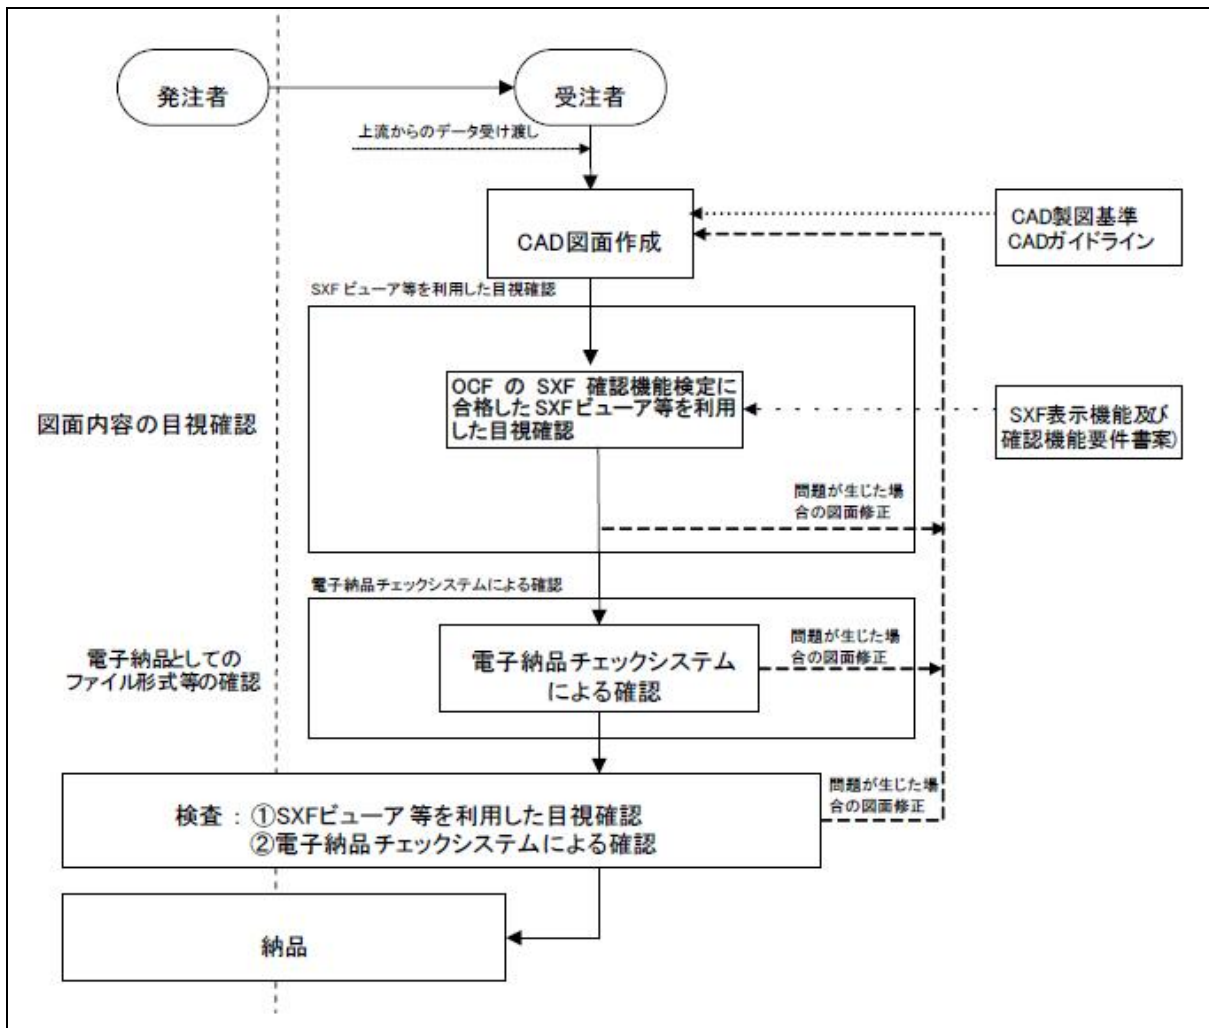 発注者
受注者
上流からのデータ受け渡し
CAD図面作成
CAD製図基準
CADガイドライン
SXFビューア等を利用した目視確認
図面内容の目視確認
OCF の SXF 確認機能検定に
合格したSXFビューア等を利用
した目視確認
SXF表示機能及び
確認機能要件書案)
問題が生じた場
合の図面修正
電子納品チェックシステムによる確認
電子納品としての
ファイル形式等の確認
電子納品チェックシステム
による確認
問題が生じた場
合の図面修正
検査:①SXFビューア等を利用した目視確認
②電子納品チェックシステムによる確認
問題が生じた場
合の図面修正
納品